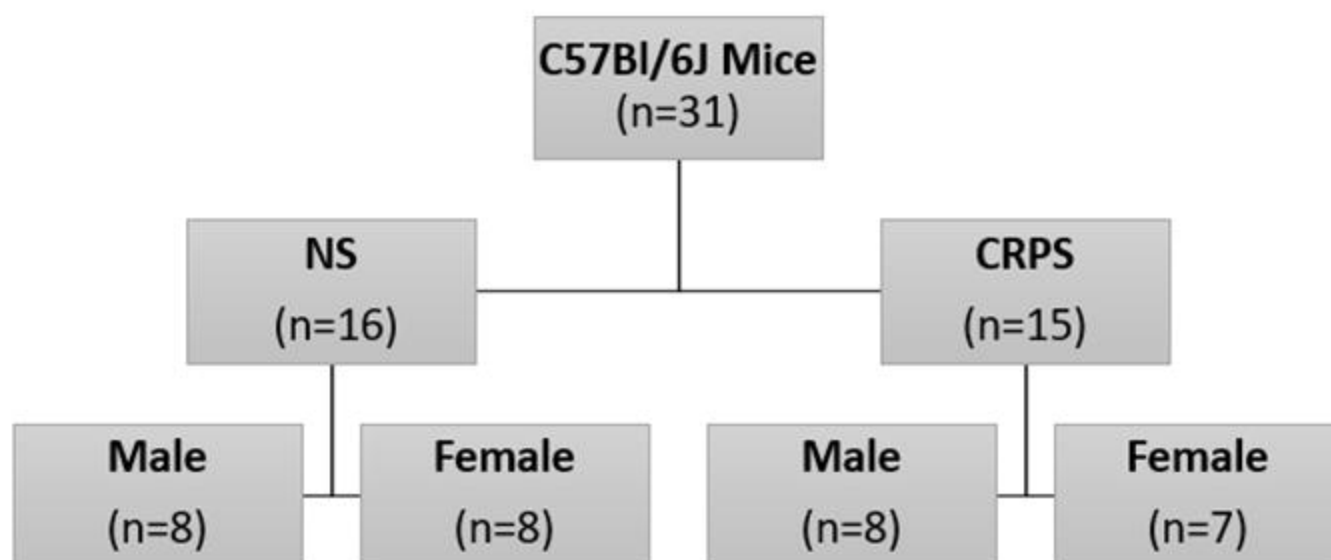 C57Bl/6J Mice
(n=31)
NS
(n=16)
CRPS
(n=15)
Male
(n=8)
Female
(n=8)
Male
(n=8)
Female
(n=7)